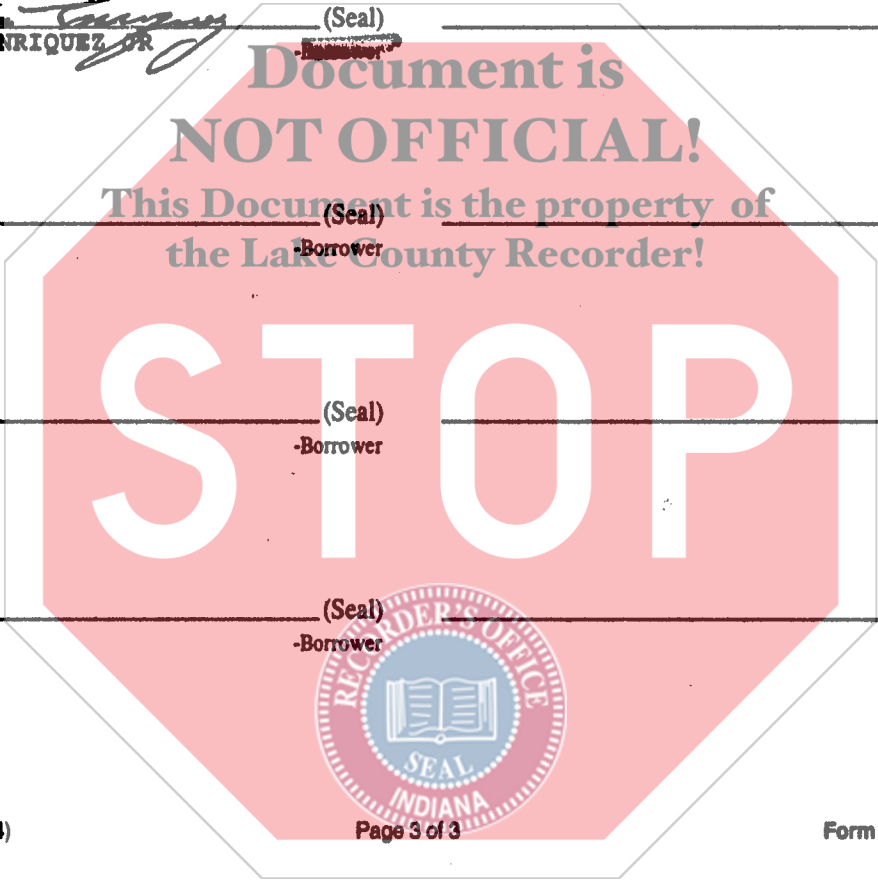 (Seal)
NRIQUEZ JR
Document is
NOT OFFICIAL!
This Document is the property of
(Seal)
the Lake County Recorder!
-Borrower
STOP
(Seal)
-Borrower
(Seal)
-Borrower
RECORDER'S OFFICE
SEAL
INDIANA
4)
Page 3 of 3
Form